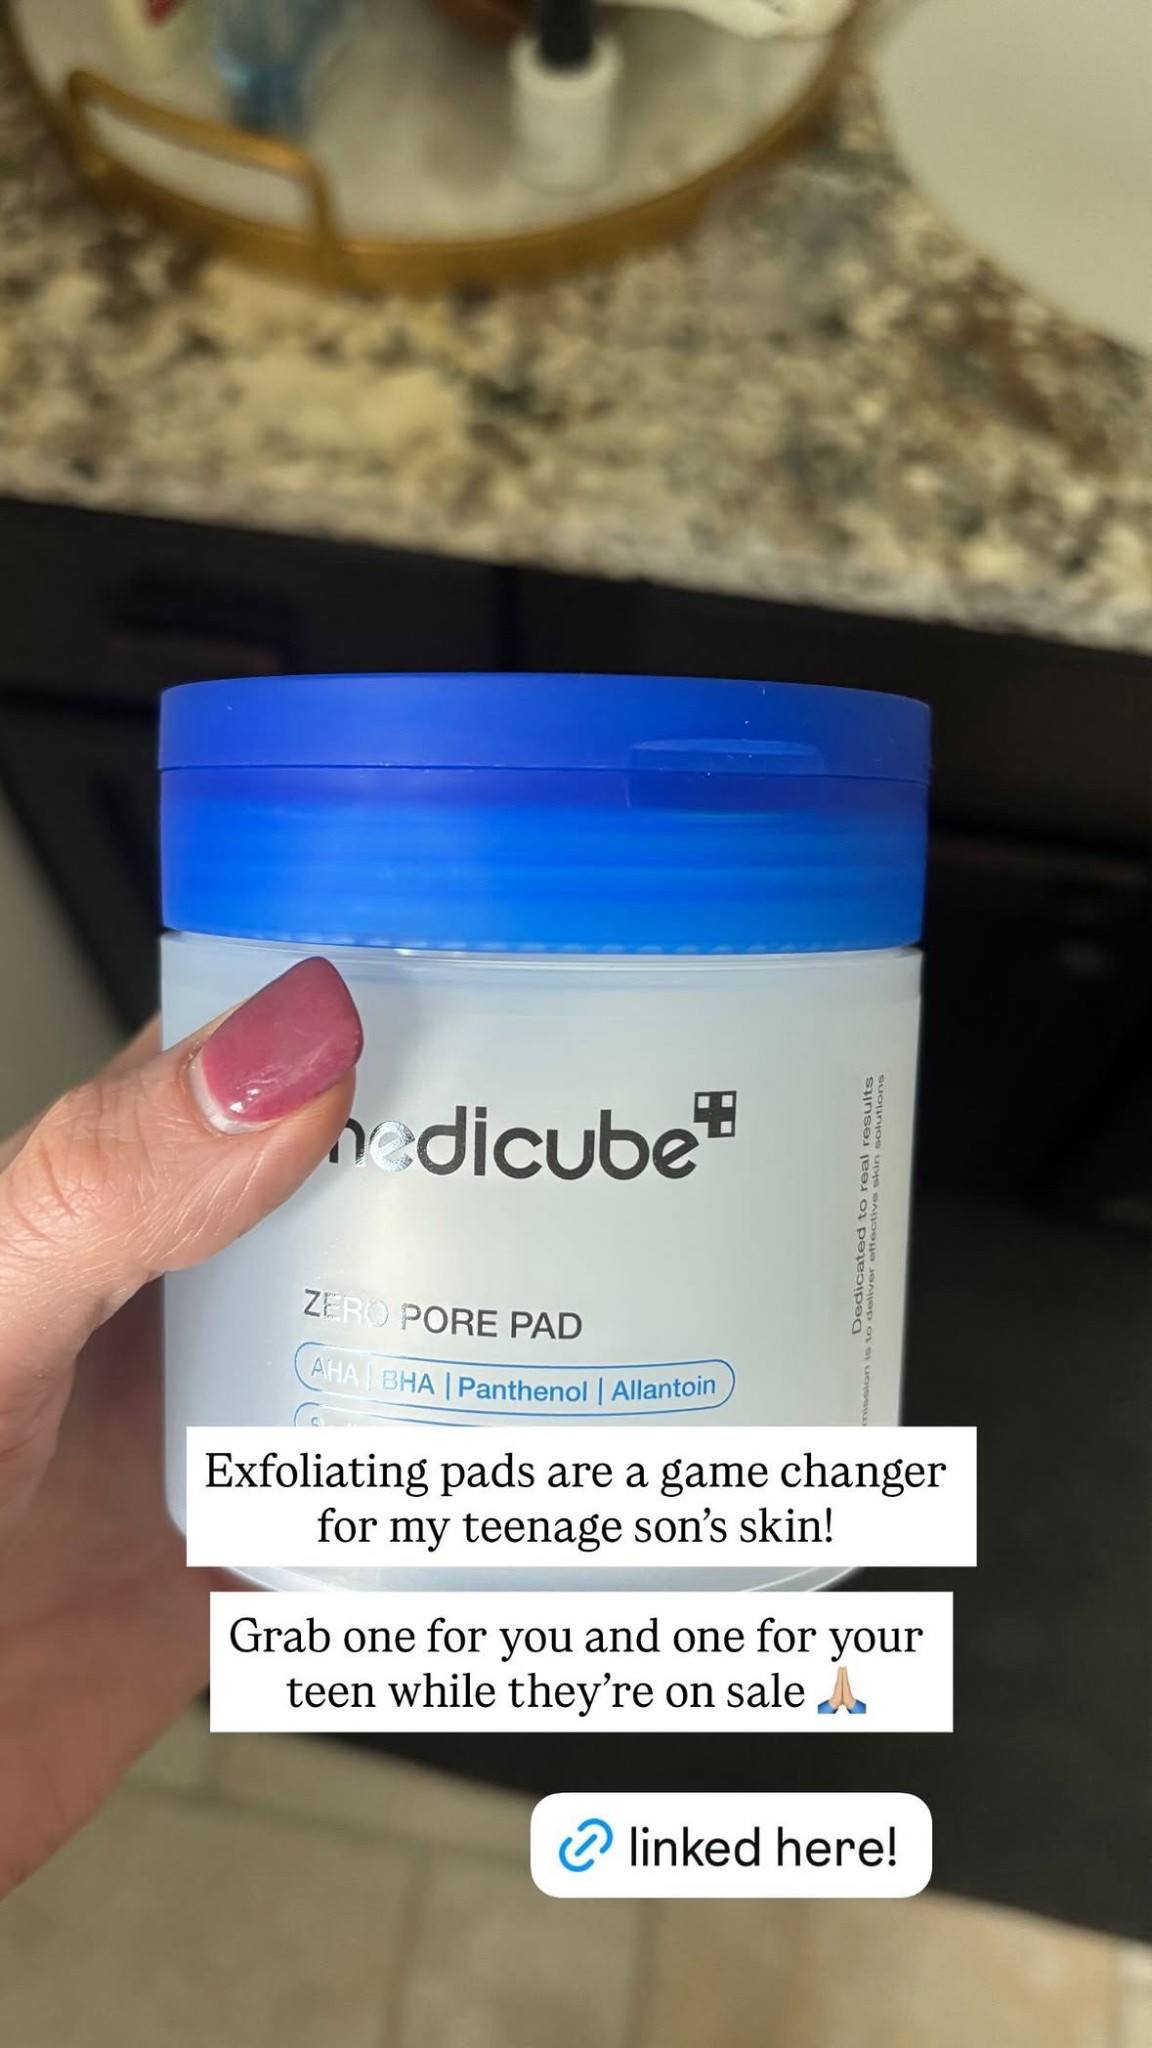 medicube
ZERO PORE PAD
AHA | BHA | Panthenol | Allantoin
Dedicated to real results
mission is to deliver effective skin solutions
Exfoliating pads are a game changer
for my teenage son's skin!
Grab one for you and one for your
teen while they're on sale 🙏🏼
linked here!